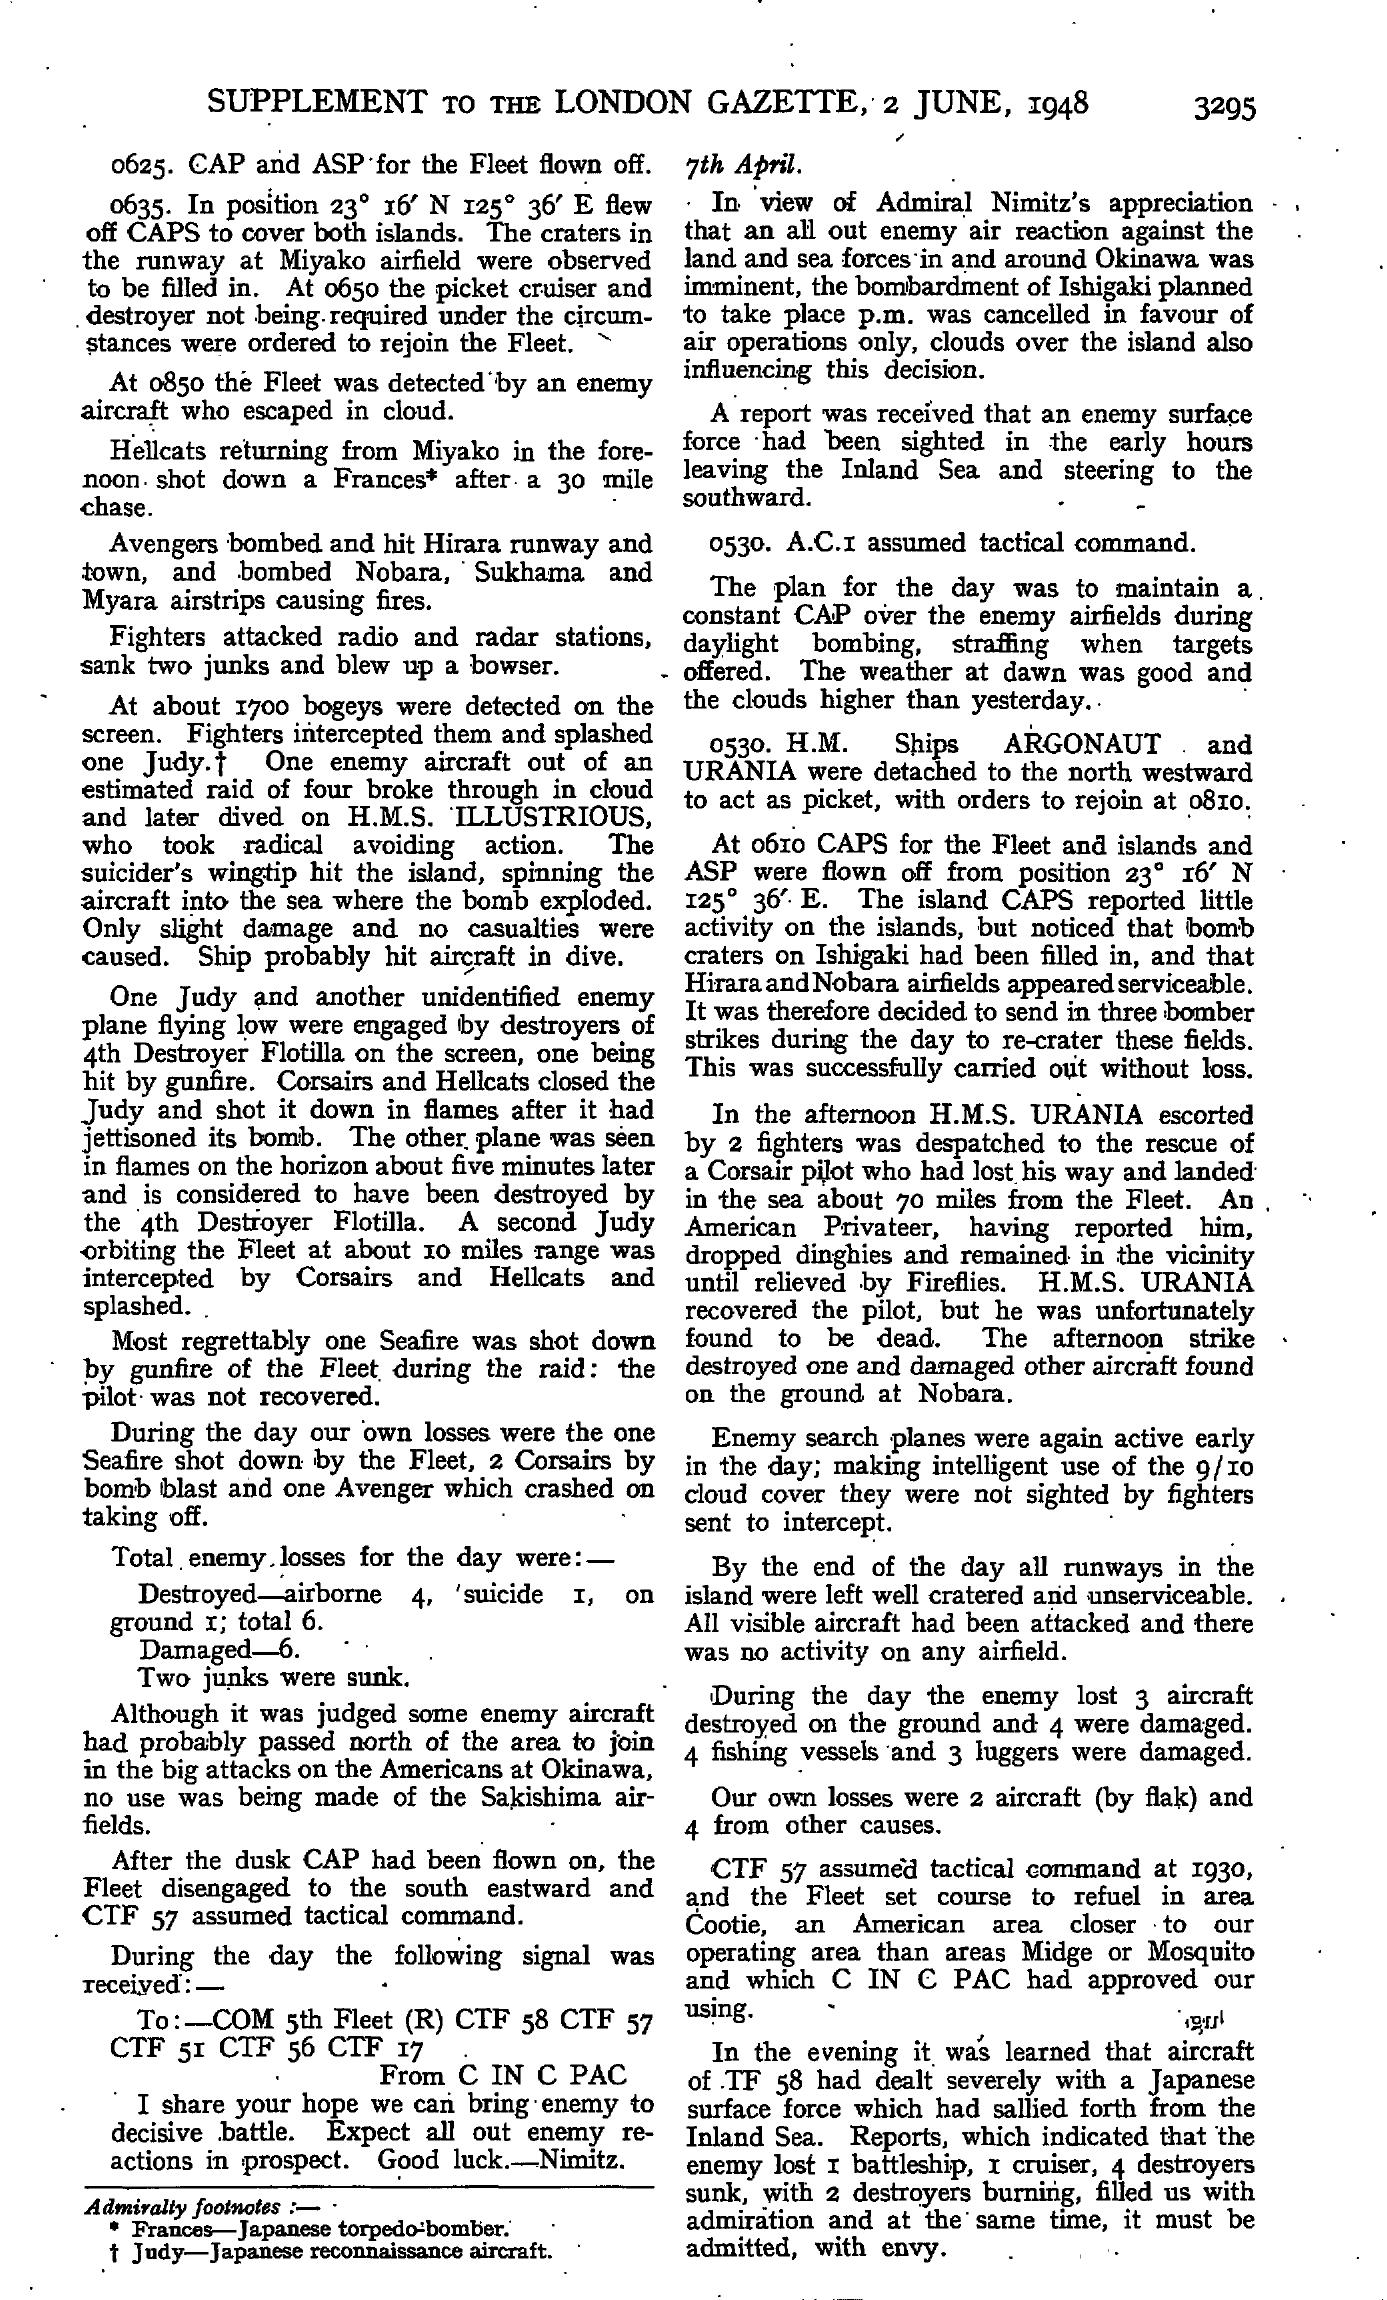 SUPPLEMENT TO THE LONDON GAZETTE, 2 JUNE, 1948 3295
0625. CAP and ASP for the Fleet flown off.
0635. In position 23° 16′ N 125° 36′ E flew
off CAPS to cover both islands. The craters in
the runway at Miyako airfield were observed
to be filled in. At 0650 the picket cruiser and
destroyer not being required under the circum-
stances were ordered to rejoin the Fleet.
At 0850 the Fleet was detected by an enemy
aircraft who escaped in cloud.
Hellcats returning from Miyako in the fore-
noon shot down a Frances* after a 30 mile
chase.
Avengers bombed and hit Hirara runway and
town, and bombed Nobara, Sukhama and
Myara airstrips causing fires.
Fighters attacked radio and radar stations,
sank two junks and blew up a bowser.
At about 1700 bogeys were detected on the
screen. Fighters intercepted them and splashed
one Judy.† One enemy aircraft out of an
estimated raid of four broke through in cloud
and later dived on H.M.S. ILLUSTRIOUS,
who took radical avoiding action. The
suicider's wingtip hit the island, spinning the
aircraft into the sea where the bomb exploded.
Only slight damage and no casualties were
caused. Ship probably hit aircraft in dive.
One Judy and another unidentified enemy
plane flying low were engaged by destroyers of
4th Destroyer Flotilla on the screen, one being
hit by gunfire. Corsairs and Hellcats closed the
Judy and shot it down in flames after it had
jettisoned its bomb. The other plane was seen
in flames on the horizon about five minutes later
and is considered to have been destroyed by
the 4th Destroyer Flotilla. A second Judy
orbiting the Fleet at about 10 miles range was
intercepted by Corsairs and Hellcats and
splashed.
Most regrettably one Seafire was shot down
by gunfire of the Fleet during the raid: the
pilot was not recovered.
During the day our own losses were the one
Seafire shot down by the Fleet, 2 Corsairs by
bomb blast and one Avenger which crashed on
taking off.
Total enemy losses for the day were:—
Destroyed—airborne 4, suicide 1, on
ground 1; total 6.
Damaged—6.
Two junks were sunk.
Although it was judged some enemy aircraft
had probably passed north of the area to join
in the big attacks on the Americans at Okinawa,
no use was being made of the Sakishima air-
fields.
After the dusk CAP had been flown on, the
Fleet disengaged to the south eastward and
CTF 57 assumed tactical command.
During the day the following signal was
received:—
To:—COM 5th Fleet (R) CTF 58 CTF 57
CTF 51 CTF 56 CTF 17
From C IN C PAC
I share your hope we can bring enemy to
decisive battle. Expect all out enemy re-
actions in prospect. Good luck.—Nimitz.
Admiralty footnotes :—
* Frances—Japanese torpedo-bomber.
† Judy—Japanese reconnaissance aircraft.
7th April.
In view of Admiral Nimitz's appreciation
that an all out enemy air reaction against the
land and sea forces in and around Okinawa was
imminent, the bombardment of Ishigaki planned
to take place p.m. was cancelled in favour of
air operations only, clouds over the island also
influencing this decision.
A report was received that an enemy surface
force had been sighted in the early hours
leaving the Inland Sea and steering to the
southward.
0530. A.C.1 assumed tactical command.
The plan for the day was to maintain a
constant CAP over the enemy airfields during
daylight bombing, straffing when targets
offered. The weather at dawn was good and
the clouds higher than yesterday.
0530. H.M. Ships ARGONAUT and
URANIA were detached to the north westward
to act as picket, with orders to rejoin at 0810.
At 0610 CAPS for the Fleet and islands and
ASP were flown off from position 23° 16′ N
125° 36′ E. The island CAPS reported little
activity on the islands, but noticed that bomb
craters on Ishigaki had been filled in, and that
Hirara and Nobara airfields appeared serviceable.
It was therefore decided to send in three bomber
strikes during the day to re-crater these fields.
This was successfully carried out without loss.
In the afternoon H.M.S. URANIA escorted
by 2 fighters was despatched to the rescue of
a Corsair pilot who had lost his way and landed
in the sea about 70 miles from the Fleet. An
American Privateer, having reported him,
dropped dinghies and remained in the vicinity
until relieved by Fireflies. H.M.S. URANIA
recovered the pilot, but he was unfortunately
found to be dead. The afternoon strike
destroyed one and damaged other aircraft found
on the ground at Nobara.
Enemy search planes were again active early
in the day; making intelligent use of the 9/10
cloud cover they were not sighted by fighters
sent to intercept.
By the end of the day all runways in the
island were left well cratered and unserviceable.
All visible aircraft had been attacked and there
was no activity on any airfield.
During the day the enemy lost 3 aircraft
destroyed on the ground and 4 were damaged.
4 fishing vessels and 3 luggers were damaged.
Our own losses were 2 aircraft (by flak) and
4 from other causes.
CTF 57 assumed tactical command at 1930,
and the Fleet set course to refuel in area
Cootie, an American area closer to our
operating area than areas Midge or Mosquito
and which C IN C PAC had approved our
using.
In the evening it was learned that aircraft
of TF 58 had dealt severely with a Japanese
surface force which had sallied forth from the
Inland Sea. Reports, which indicated that the
enemy lost 1 battleship, 1 cruiser, 4 destroyers
sunk, with 2 destroyers burning, filled us with
admiration and at the same time, it must be
admitted, with envy.